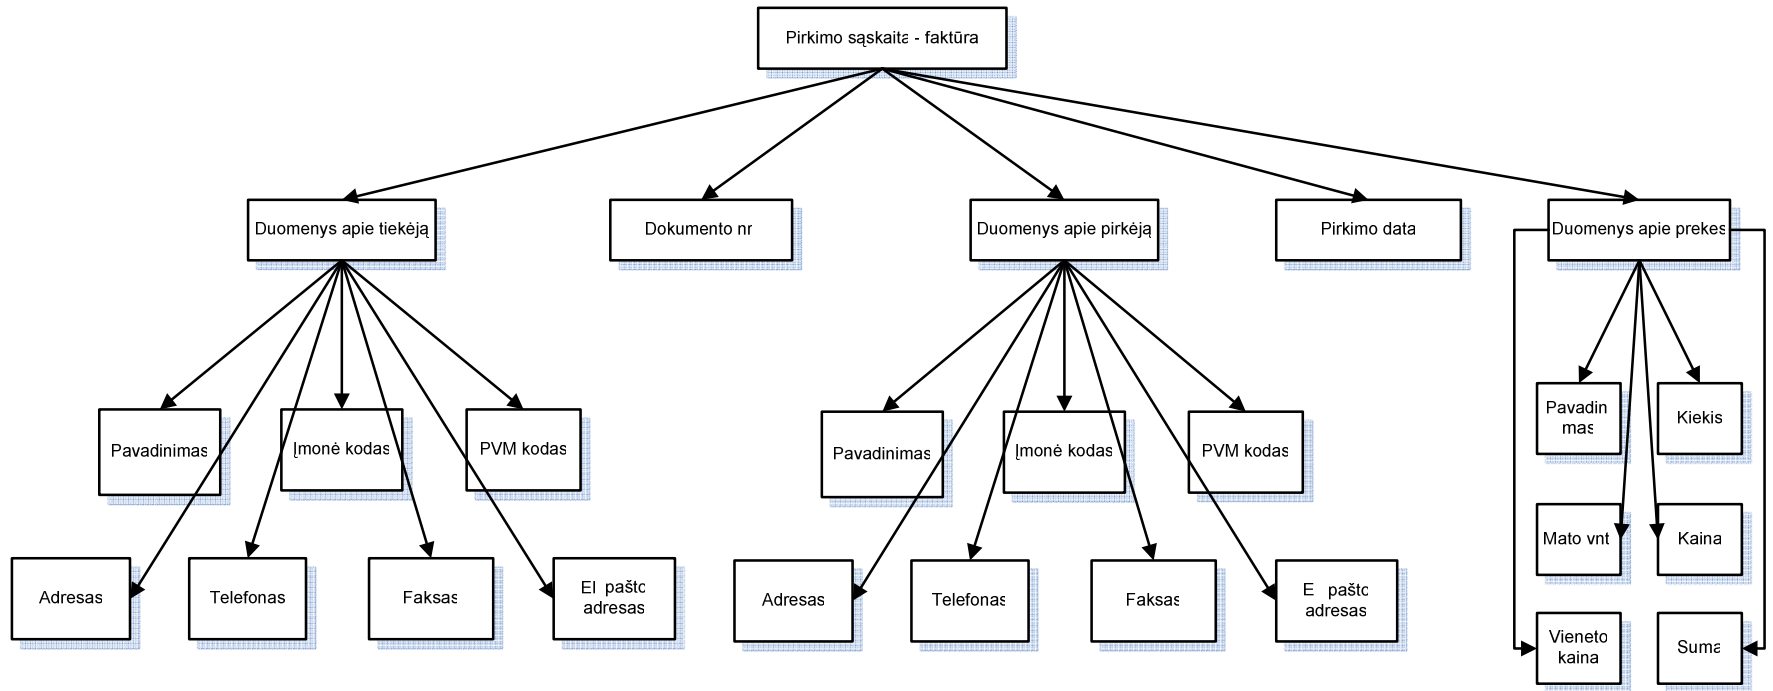 Pirkimo sąskaita - faktūra
Duomenys apie tiekėją
Dokumento nr
Duomenys apie pirkėją
Pirkimo data
Duomenys apie prekes
Pavadinimas
Įmonė kodas
PVM kodas
Adresas
Telefonas
Faksas
El pašto
adresas
Pavadinimas
Įmonė kodas
PVM kodas
Adresas
Telefonas
Faksas
E pašto
adresas
Pavadin
mas
Kiekis
Mato vnt
Kaina
Vieneto
kaina
Suma